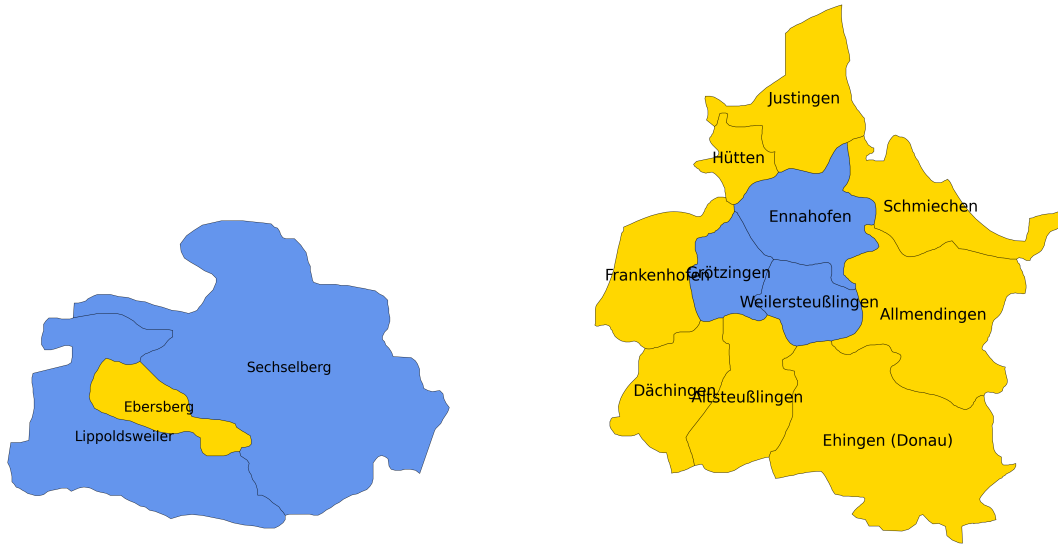 Justingen
Hütten
Schmiechen
Ennahofen
Frankenhofen
Grötzingen
Weilersteußlingen
Allmendingen
Sechselberg
Dächingen
Altsteußlingen
Ebersberg
Lippoldsweiler
Ehingen (Donau)